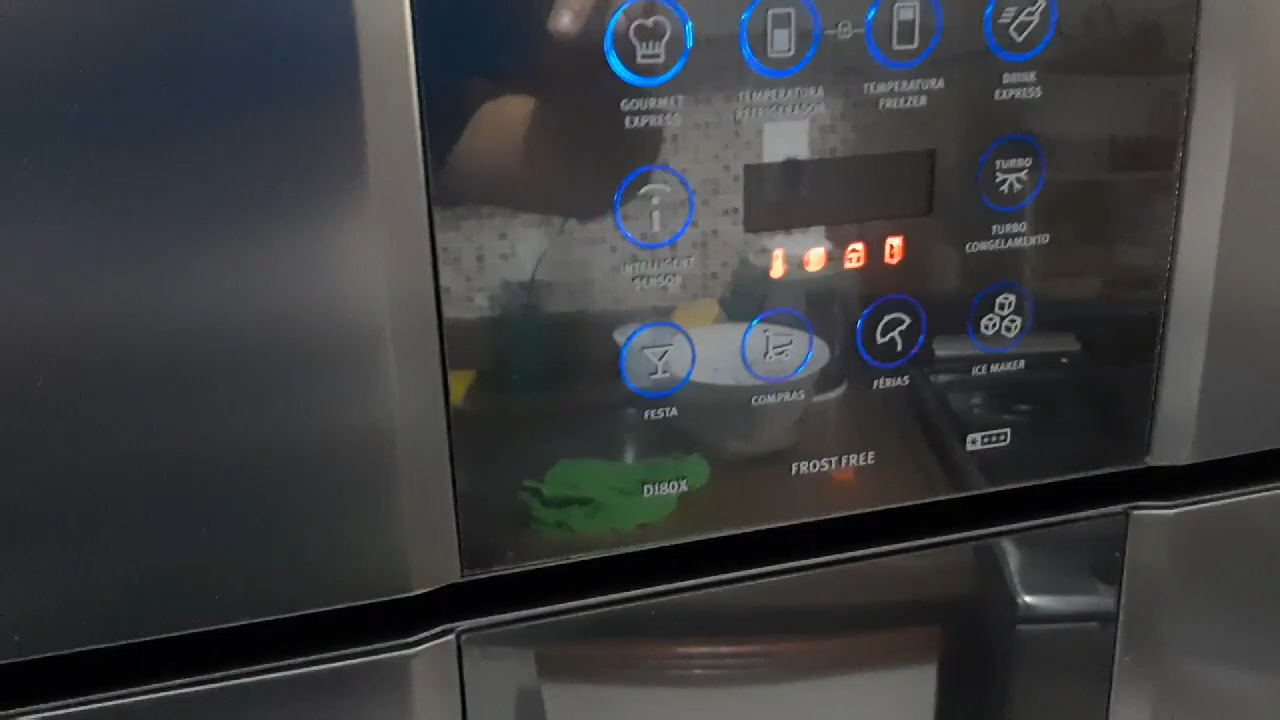 GOURMET
EXPRESS
TEMPERATURA
REFRIGERADOR
TEMPERATURA
FREEZER
DRINK
EXPRESS
INTELLIGENT
SENSOR
TURBO
TURBO
CONGELAMENTO
FESTA
COMPRAS
FÉRIAS
ICE MAKER
DI80X
FROST FREE